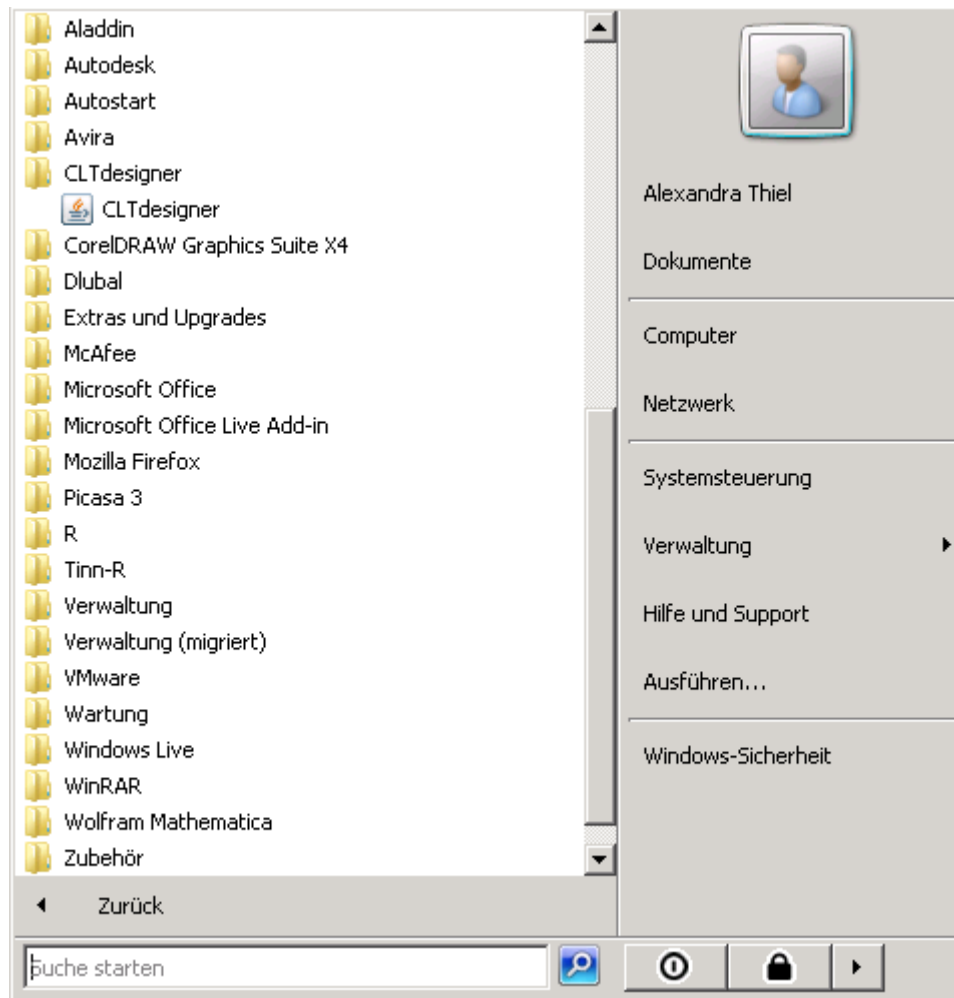 Aladdin
Autodesk
Autostart
Avira
CLTdesigner
CLTdesigner
CorelDRAW Graphics Suite X4
Dlubal
Extras und Upgrades
McAfee
Microsoft Office
Microsoft Office Live Add-in
Mozilla Firefox
Picasa 3
R
Tinn-R
Verwaltung
Verwaltung (migriert)
VMware
Wartung
Windows Live
WinRAR
Wolfram Mathematica
Zubehör
Zurück
Suche starten
Alexandra Thiel
Dokumente
Computer
Netzwerk
Systemsteuerung
Verwaltung
Hilfe und Support
Ausführen...
Windows-Sicherheit